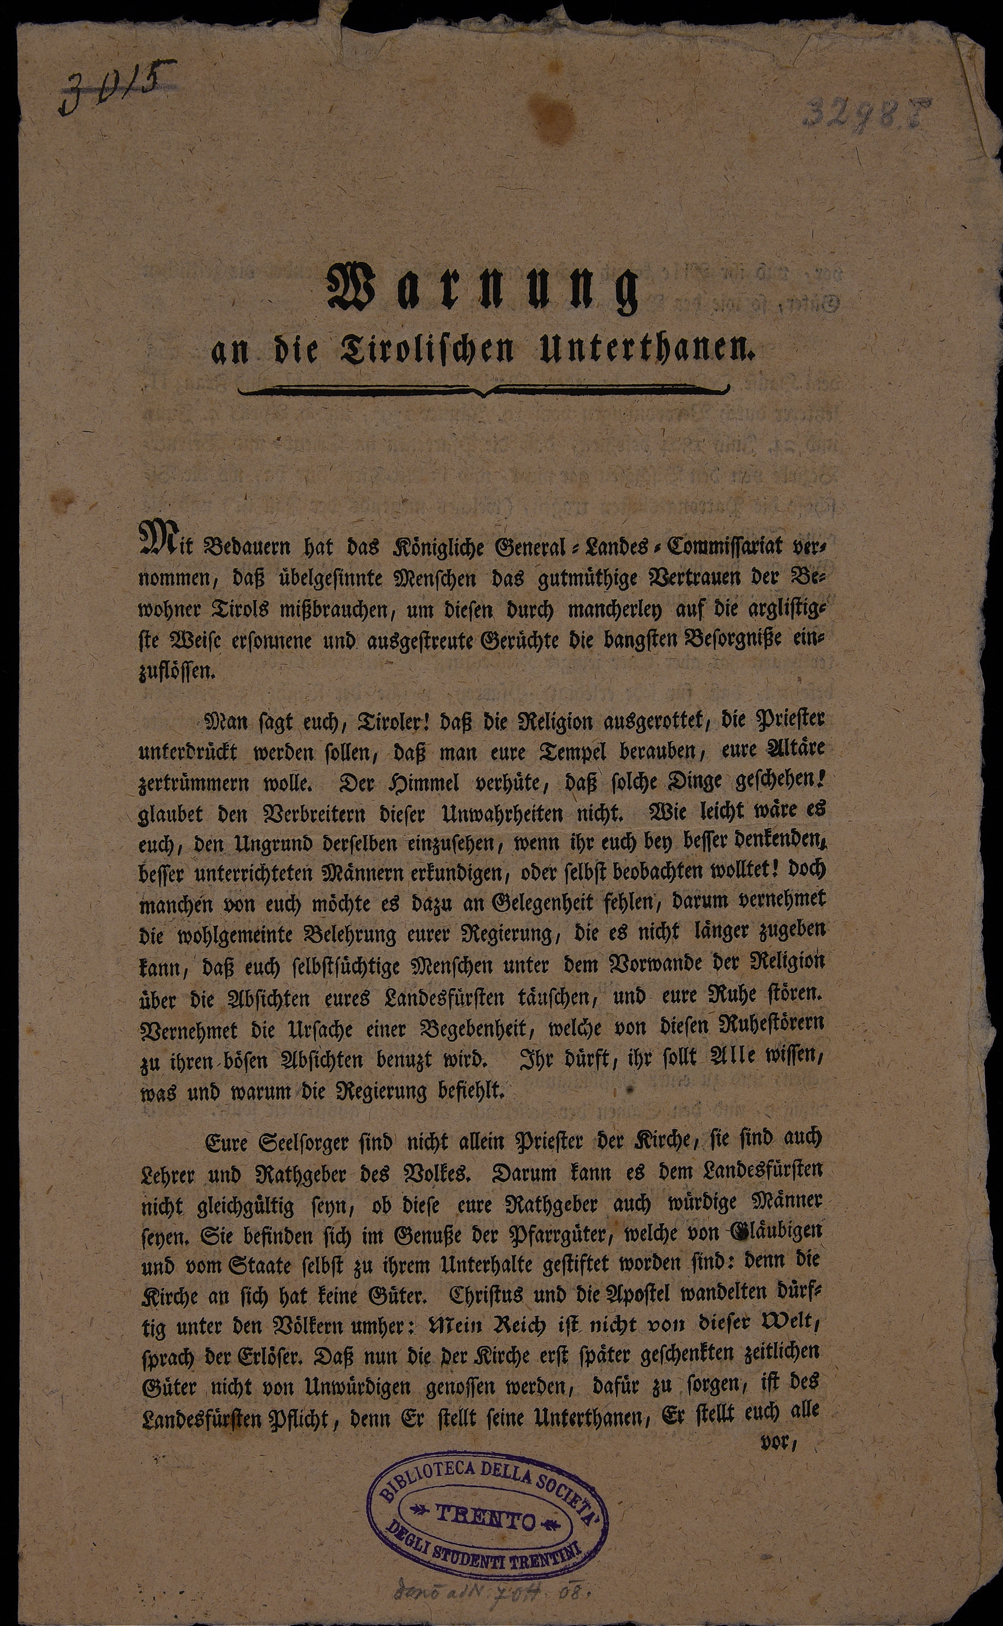 3015
3298.T
Warnung
an die Tirolischen Unterthanen.
Mit Bedauern hat das Königliche General-Landes-Commissariat ver-
nommen, daß übelgesinnte Menschen das gutmüthige Vertrauen der Be-
wohner Tirols mißbrauchen, um diesen durch mancherley auf die arglistig-
ste Weise ersonnene und ausgestreute Gerüchte die bangsten Besorgniße ein-
zuflössen.
Man sagt euch, Tiroler! daß die Religion ausgerottet, die Priester
unterdrückt werden sollen, daß man eure Tempel berauben, eure Altäre
zertrümmern wolle. Der Himmel verhüte, daß solche Dinge geschehen!
glaubet den Verbreitern dieser Unwahrheiten nicht. Wie leicht wäre es
euch, den Ungrund derselben einzusehen, wenn ihr euch bey besser denkenden,
besser unterrichteten Männern erkundigen, oder selbst beobachten wolltet! doch
manchen von euch möchte es dazu an Gelegenheit fehlen, darum vernehmet
die wohlgemeinte Belehrung eurer Regierung, die es nicht länger zugeben
kann, daß euch selbstsüchtige Menschen unter dem Vorwande der Religion
über die Absichten eures Landesfürsten täuschen, und eure Ruhe stören.
Vernehmet die Ursache einer Begebenheit, welche von diesen Ruhestörern
zu ihren bösen Absichten benuzt wird. Ihr dürft, ihr sollt Alle wissen,
was und warum die Regierung befiehlt.
Eure Seelsorger sind nicht allein Priester der Kirche, sie sind auch
Lehrer und Rathgeber des Volkes. Darum kann es dem Landesfürsten
nicht gleichgültig seyn, ob diese eure Rathgeber auch würdige Männer
seyen. Sie befinden sich im Genuße der Pfarrgüter, welche von Gläubigen
und vom Staate selbst zu ihrem Unterhalte gestiftet worden sind: denn die
Kirche an sich hat keine Güter. Christus und die Apostel wandelten dürf-
tig unter den Völkern umher: Mein Reich ist nicht von dieser Welt,
sprach der Erlöser. Daß nun die der Kirche erst später geschenkten zeitlichen
Güter nicht von Unwürdigen genossen werden, dafür zu sorgen, ist des
Landesfürsten Pflicht, denn Er stellt seine Unterthanen, Er stellt euch alle
vor,
BIBLIOTECA DELLA SOCIETA'
TRENTO
DEGLI STUDENTI TRENTINI